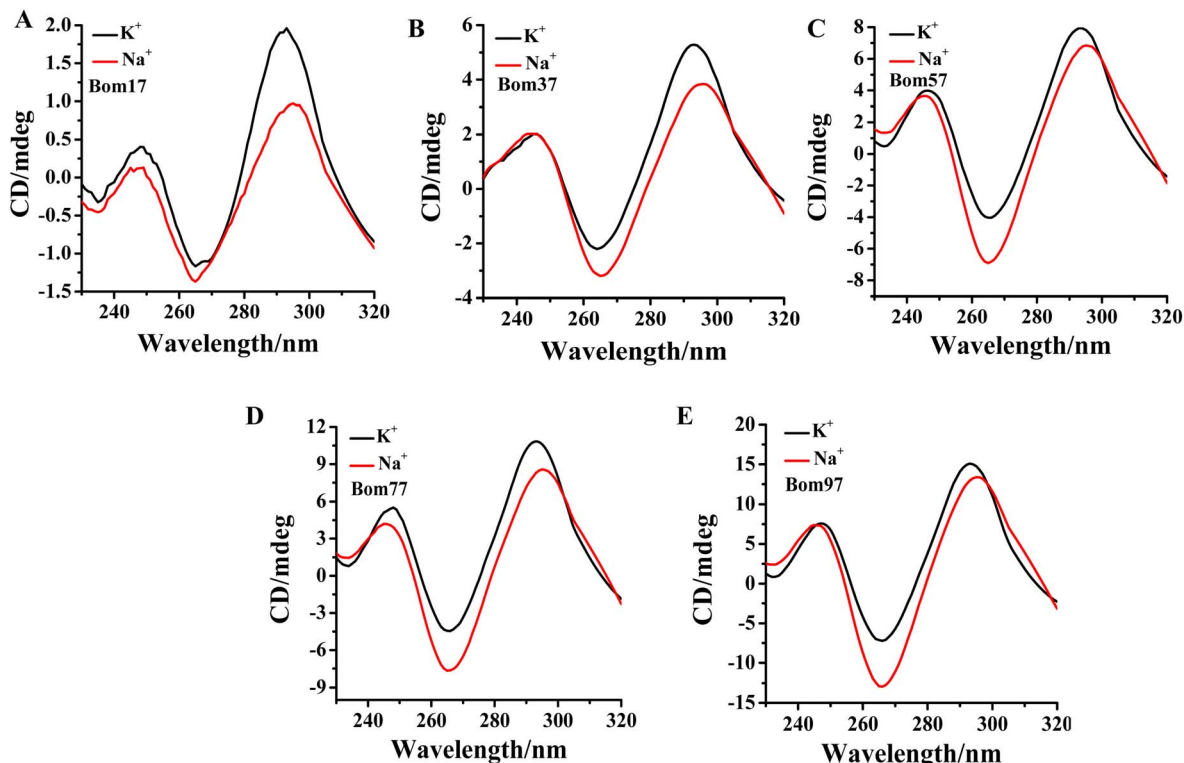 A
K+
Na+
Bom17
CD/mdeg
2.0
1.5
1.0
0.5
0.0
-0.5
-1.0
-1.5
240 260 280 300 320
Wavelength/nm
B
K+
Na+
Bom37
CD/mdeg
6
4
2
0
-2
-4
240 260 280 300 320
Wavelength/nm
C
K+
Na+
Bom57
CD/mdeg
8
6
4
2
0
-2
-4
-6
-8
240 260 280 300 320
Wavelength/nm
D
K+
Na+
Bom77
CD/mdeg
12
9
6
3
0
-3
-6
-9
240 260 280 300 320
Wavelength/nm
E
K+
Na+
Bom97
CD/mdeg
20
15
10
5
0
-5
-10
-15
240 260 280 300 320
Wavelength/nm